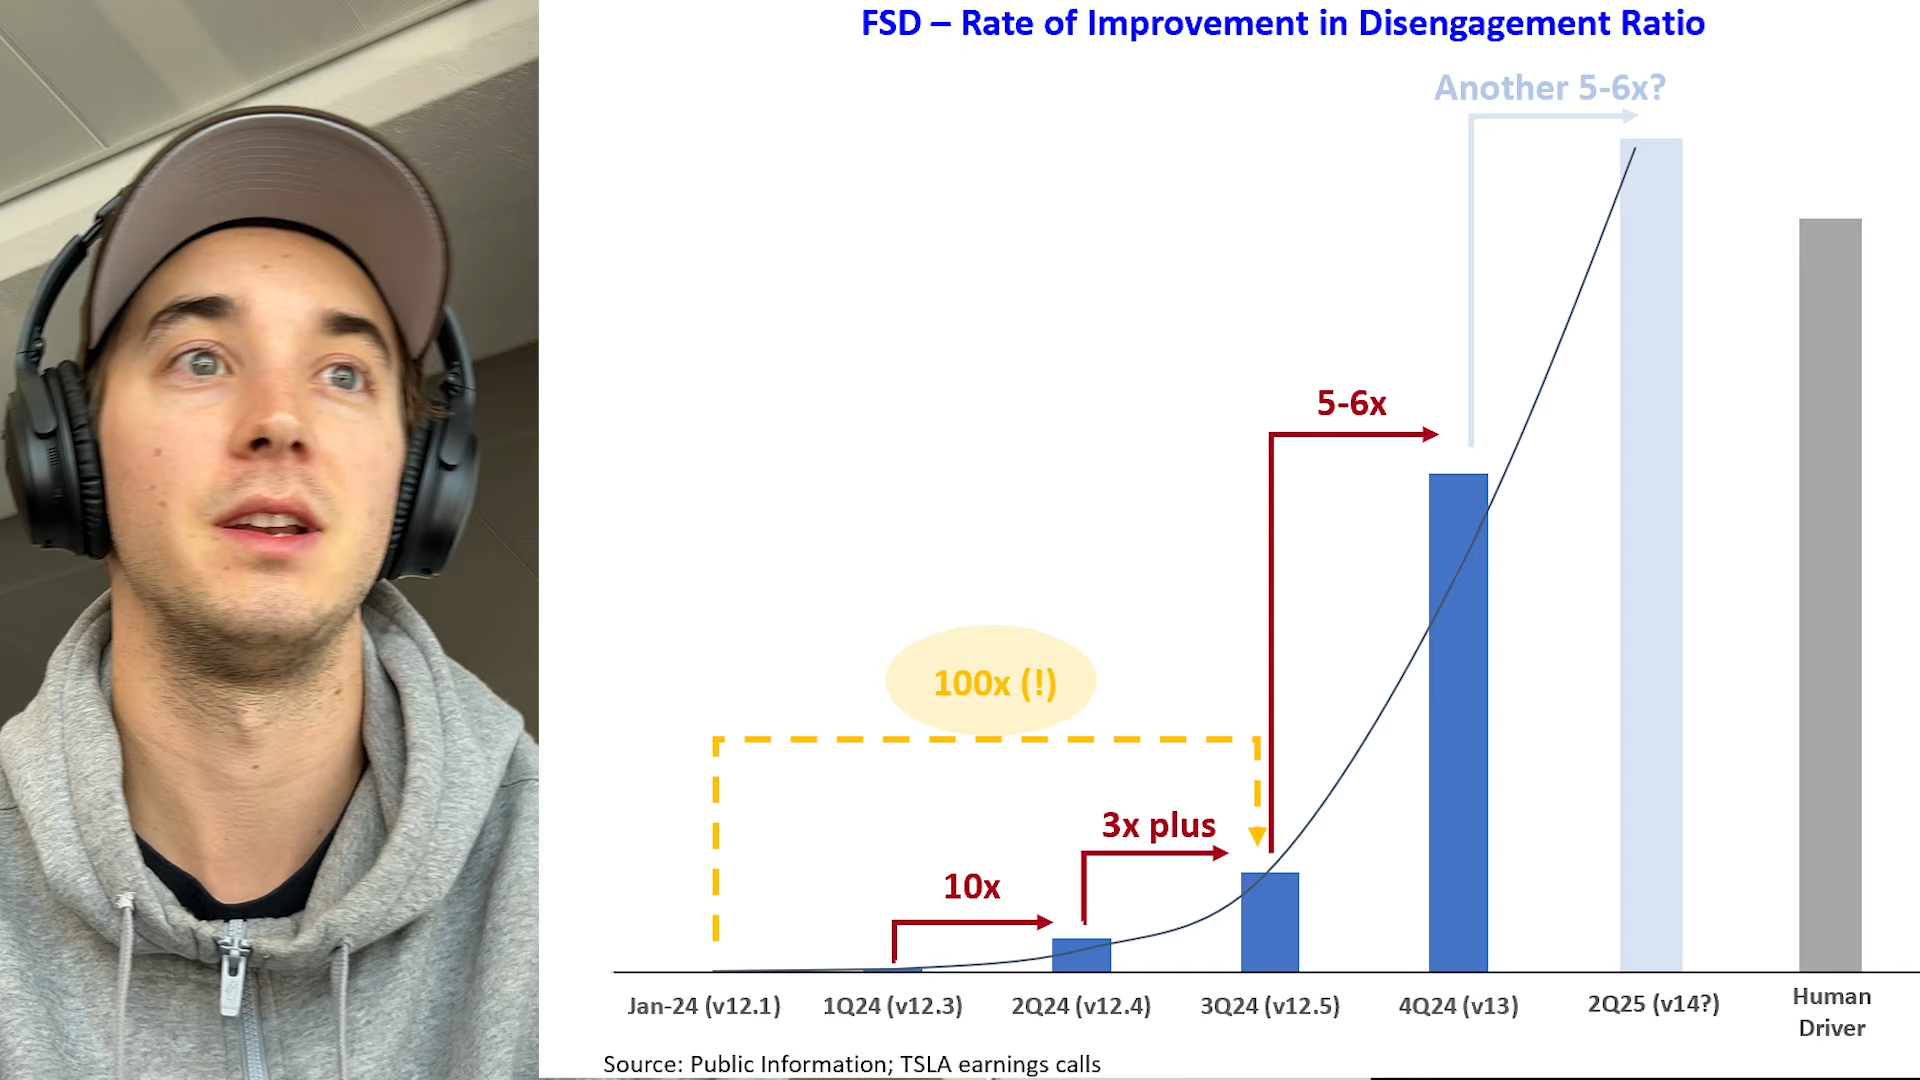 FSD – Rate of Improvement in Disengagement Ratio
Another 5-6x?
5-6x
100x (!)
3x plus
10x
Jan-24 (v12.1)
1Q24 (v12.3)
2Q24 (v12.4)
3Q24 (v12.5)
4Q24 (v13)
2Q25 (v14?)
Human
Driver
Source: Public Information; TSLA earnings calls